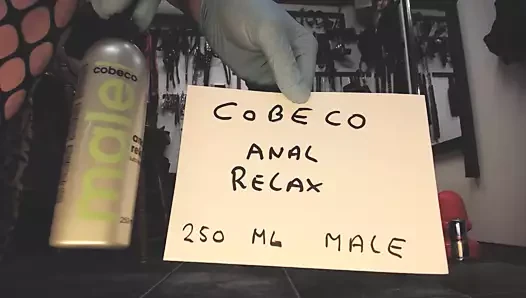 cobeco
male
COBECO
ANAL
RELAX
250 ML MALE